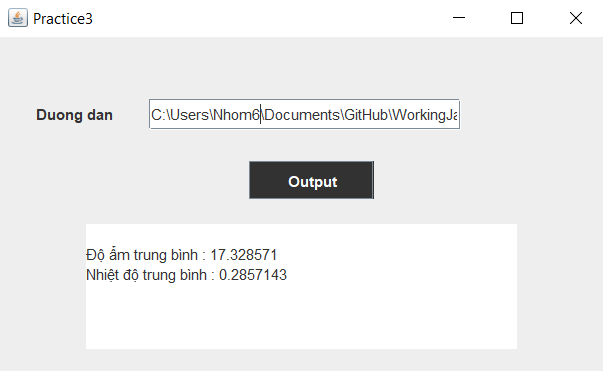 Practice3
Duong dan
C:\Users\Nhom6\Documents\GitHub\WorkingJa
Output
Độ ẩm trung bình : 17.328571
Nhiệt độ trung bình : 0.2857143